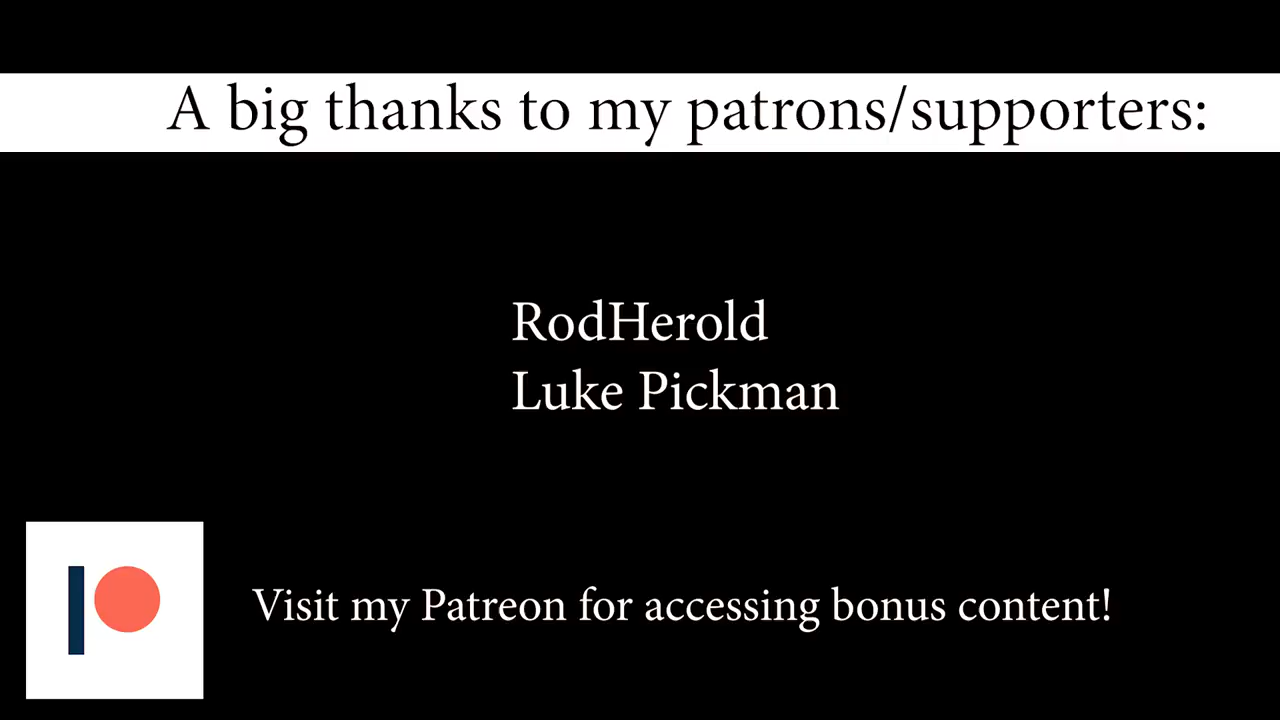 A big thanks to my patrons/supporters:
RodHerold
Luke Pickman
Visit my Patreon for accessing bonus content!